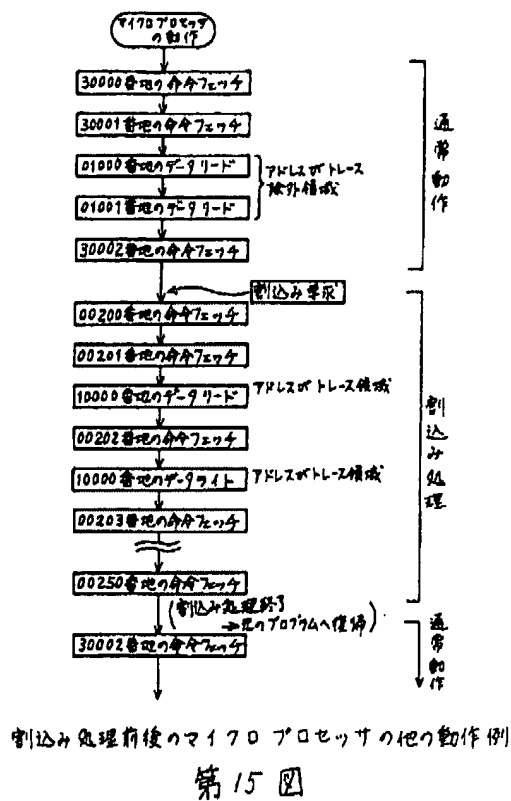 マイクロプロセッサ
の動作
30000番地の命令フェッチ
30001番地の命令フェッチ
01000番地のデータリード
アドレスがトレース
除外領域
01001番地のデータリード
30002番地の命令フェッチ
通常動作
割込み要求
00200番地の命令フェッチ
00201番地の命令フェッチ
10000番地のデータリード
アドレスがトレース領域
00202番地の命令フェッチ
10000番地のデータライト
アドレスがトレース領域
00203番地の命令フェッチ
00250番地の命令フェッチ
割込み処理
(割込み処理終了
→元のプログラムへ復帰)
30002番地の命令フェッチ
通常動作
割込み処理前後のマイクロプロセッサの他の動作例
第15図